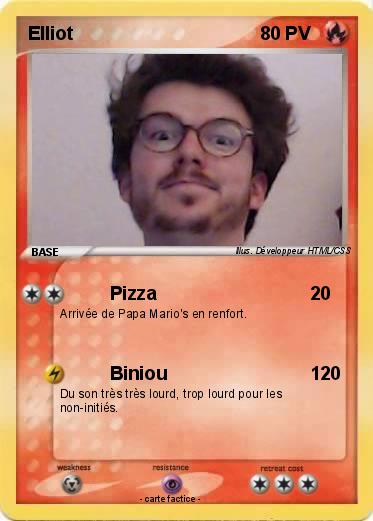 Elliot 80 PV
BASE
Illus. Développeur HTML/CSS
Pizza 20
Arrivée de Papa Mario's en renfort.
Biniou 120
Du son très très lourd, trop lourd pour les
non-initiés.
weakness resistance retreat cost
- carte factice -